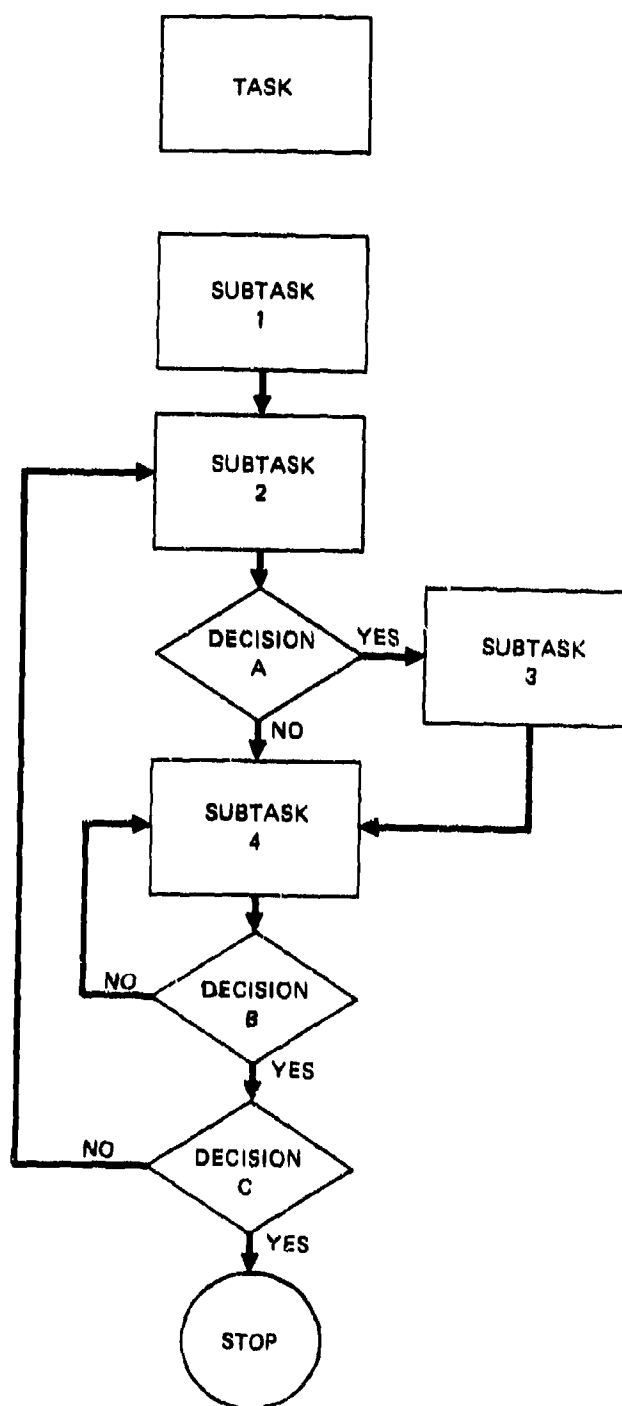 TASK
SUBTASK
1
SUBTASK
2
DECISION
A
YES
SUBTASK
3
NO
SUBTASK
4
NO
DECISION
B
YES
NO
DECISION
C
YES
STOP